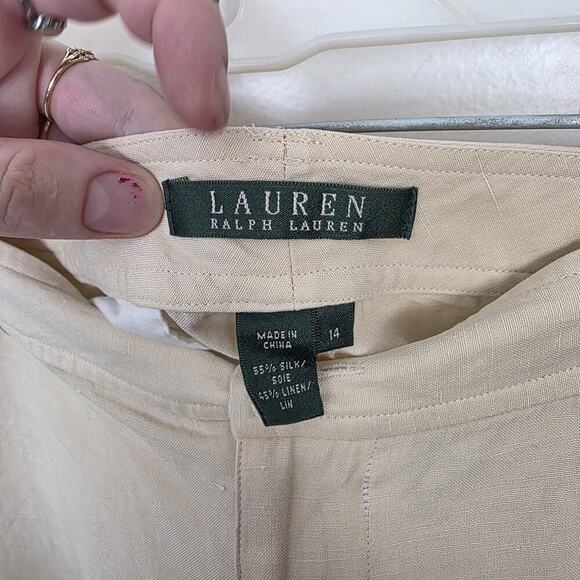 LAUREN
RALPH LAUREN
MADE IN
CHINA
14
55% SILK/
SOIE
45% LINEN/
LIN